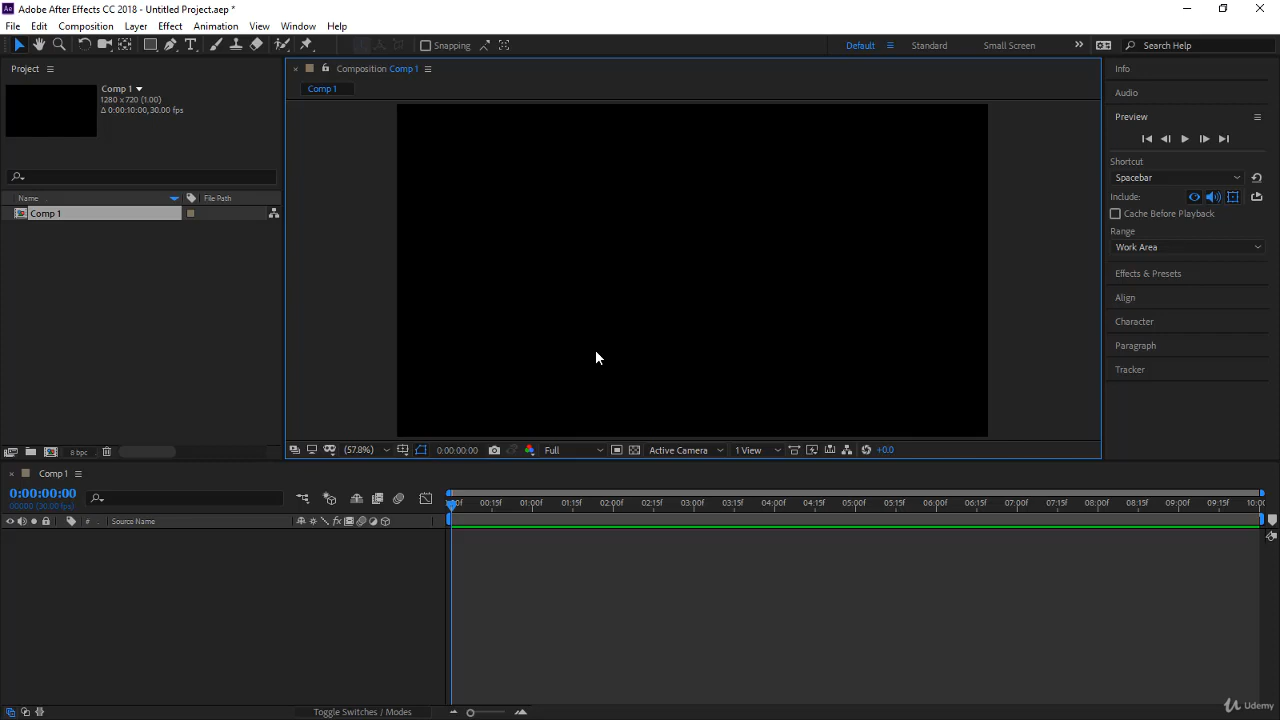 Adobe After Effects CC 2018 - Untitled Project.aep *
File Edit Composition Layer Effect Animation View Window Help
Snapping Default Standard Small Screen Search Help
Project
Comp 1
1280 x 720 (1.00)
Δ 0:00:10:00, 30.00 fps
Name File Path
Comp 1
8 bpc
Composition Comp 1
Comp 1
(57.8%) 0:00:00:00 Full Active Camera 1 View +0.0
Info
Audio
Preview
Shortcut
Spacebar
Include:
Cache Before Playback
Range
Work Area
Effects & Presets
Align
Character
Paragraph
Tracker
Comp 1
0:00:00:00
00000 (30.00 fps)
# Source Name
00:15f 01:00f 01:15f 02:00f 02:15f 03:00f 03:15f 04:00f 04:15f 05:00f 05:15f 06:00f 06:15f 07:00f 07:15f 08:00f 08:15f 09:00f 09:15f
Toggle Switches / Modes
Udemy